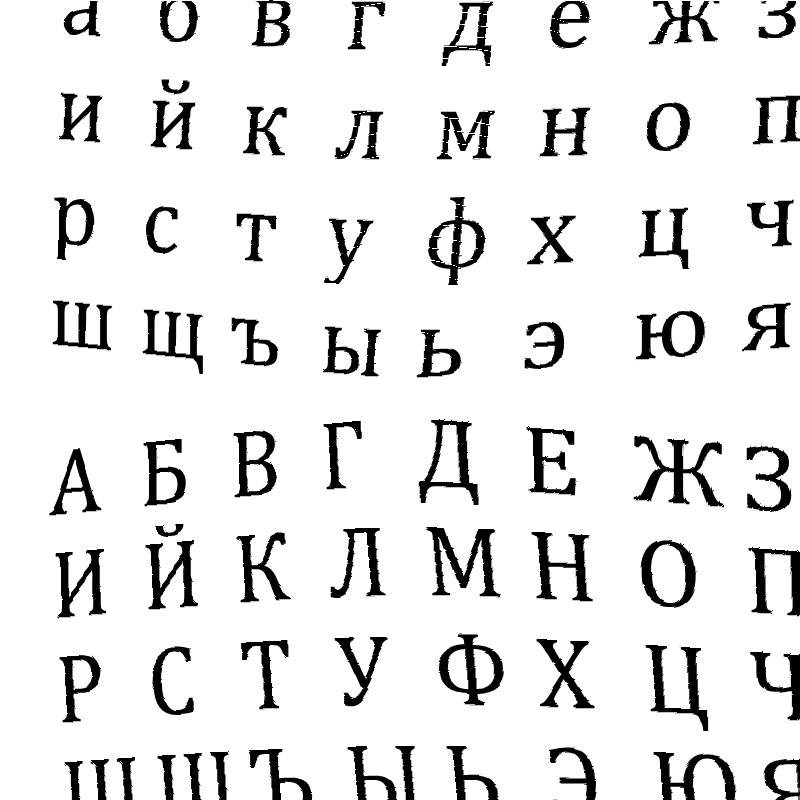 а б в г д е ж з
и й к л м н о п
р с т у ф х ц ч
ш щ ъ ы ь э ю я
А Б В Г Д Е Ж З
И Й К Л М Н О П
Р С Т У Ф Х Ц Ч
Ш Щ Ъ Ы Ь Э Ю Я